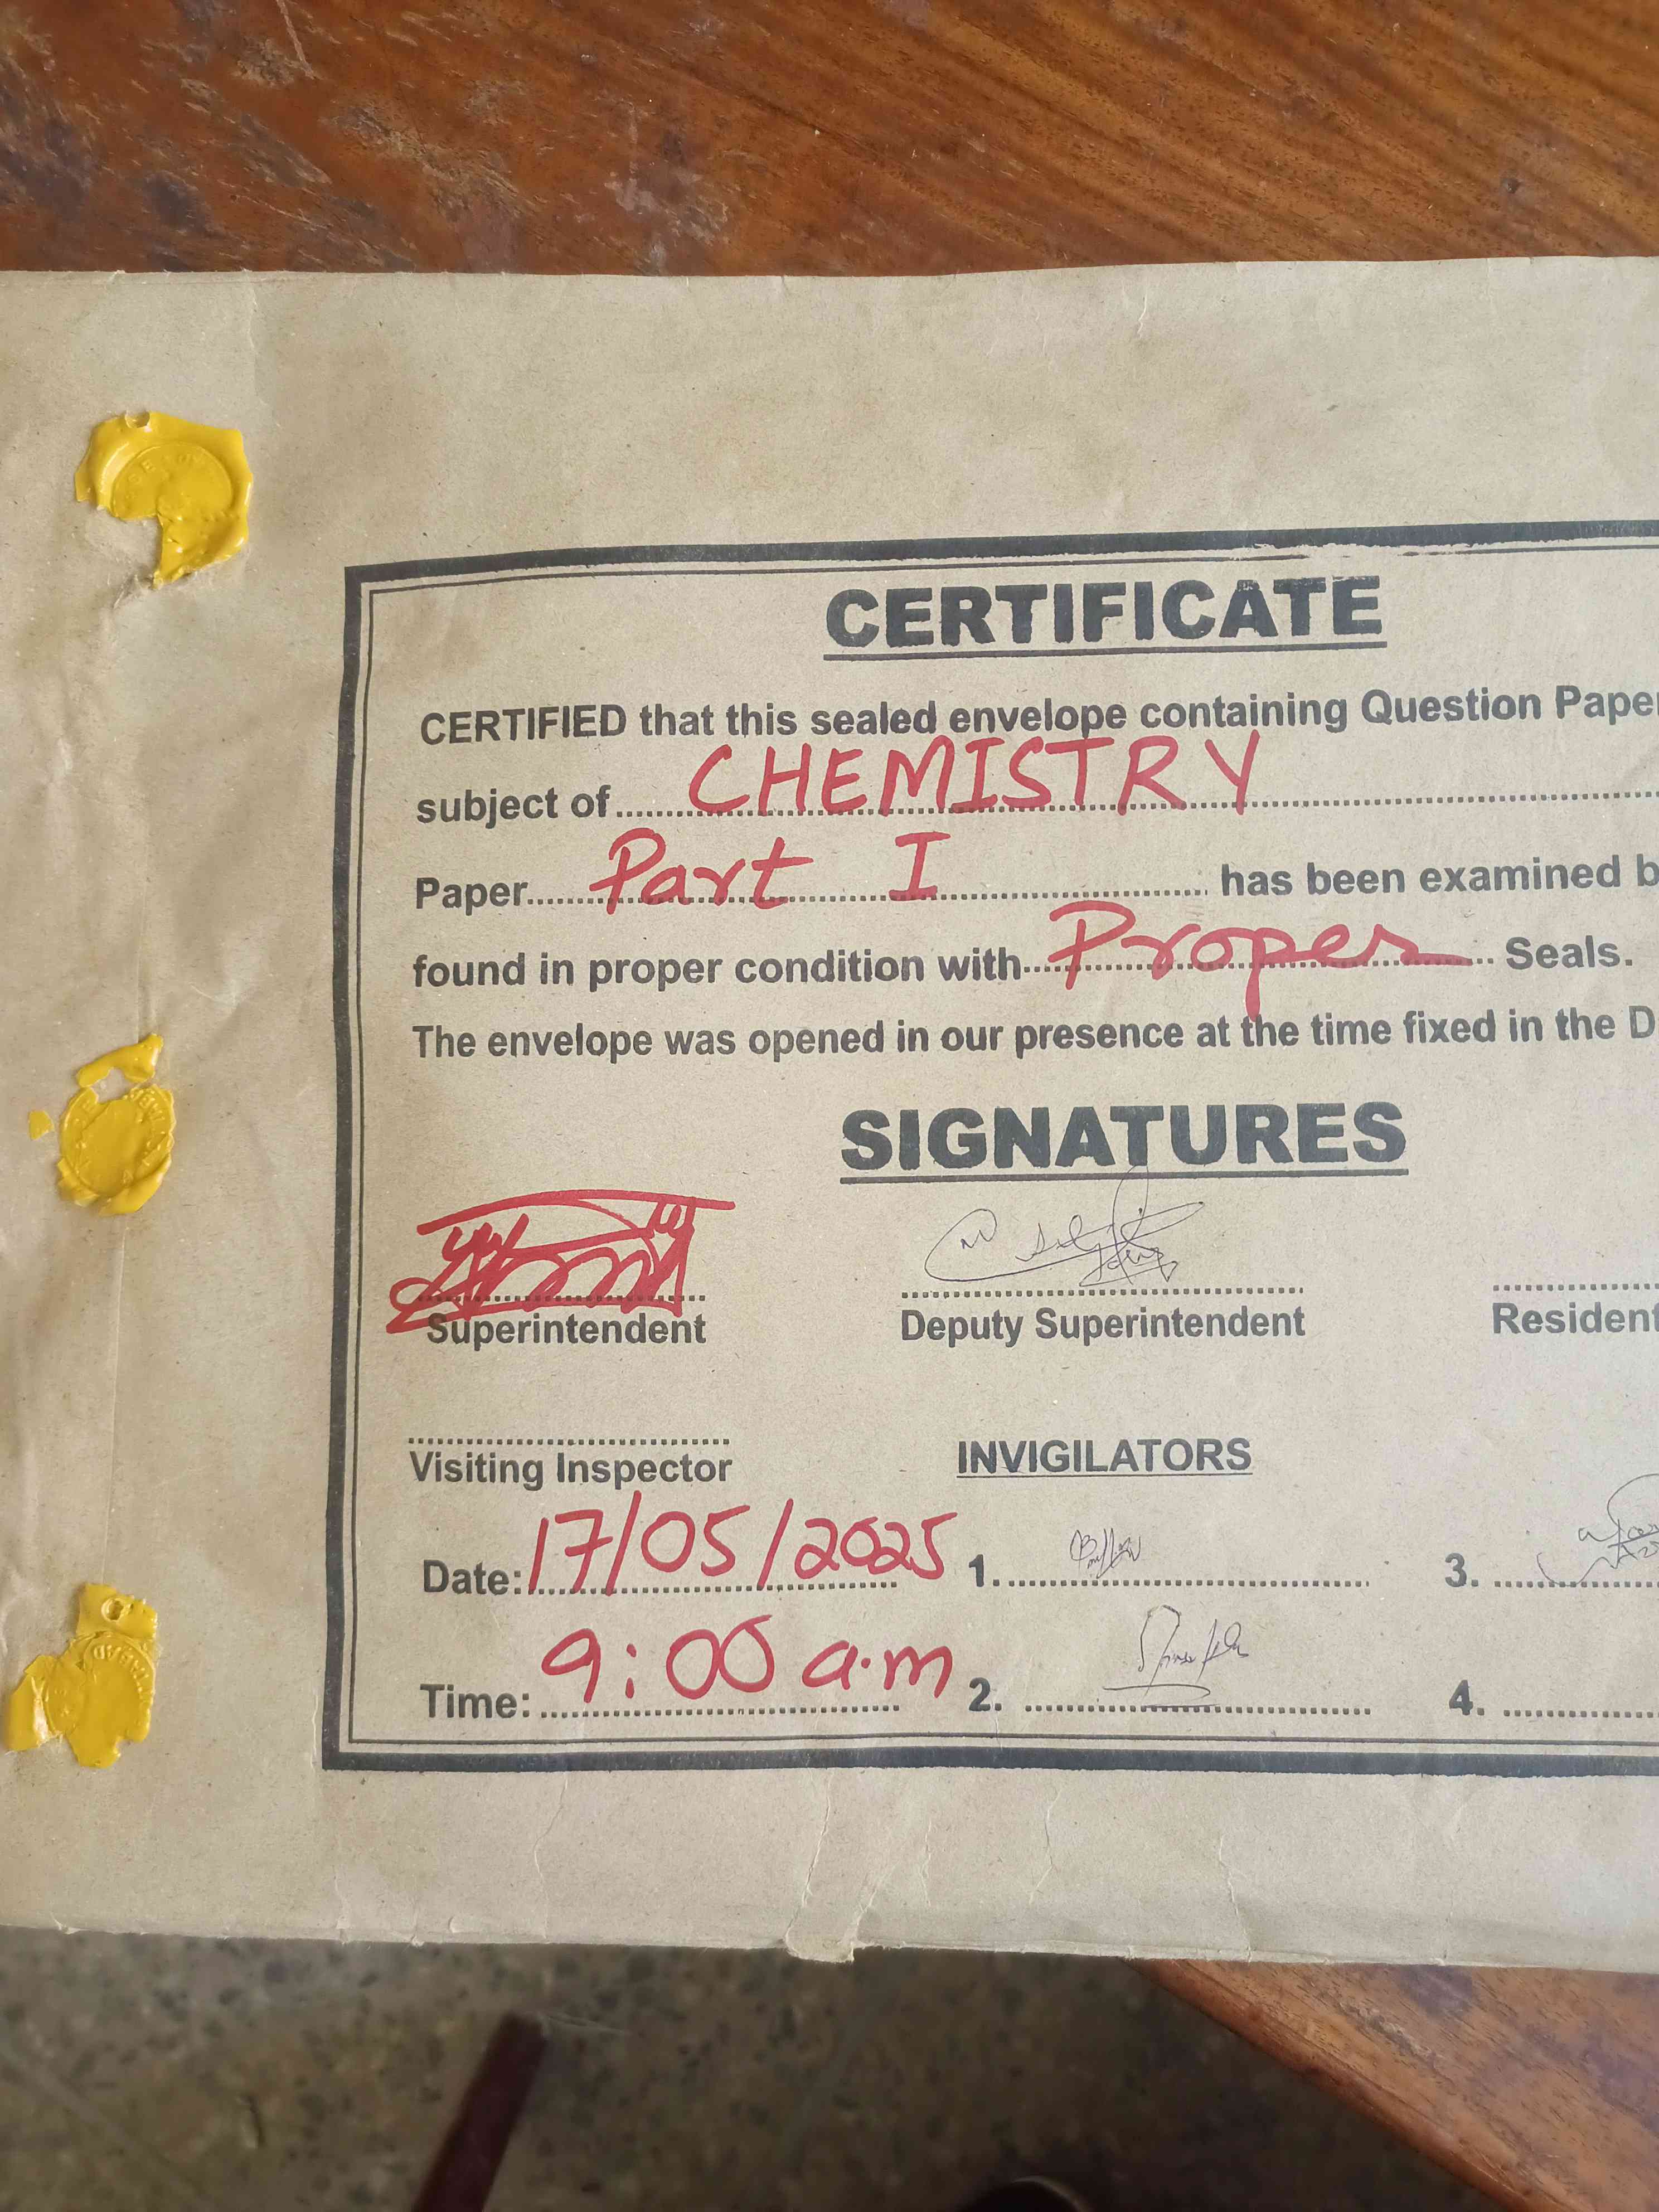 CERTIFICATE
CERTIFIED that this sealed envelope containing Question Paper
subject of CHEMISTRY
Paper Part I has been examined b
found in proper condition with Proper Seals.
The envelope was opened in our presence at the time fixed in the D
SIGNATURES
Superintendent Deputy Superintendent Resident
Visiting Inspector INVIGILATORS
Date: 17/05/2025 1. 3.
Time: 9:00 a.m 2. 4.